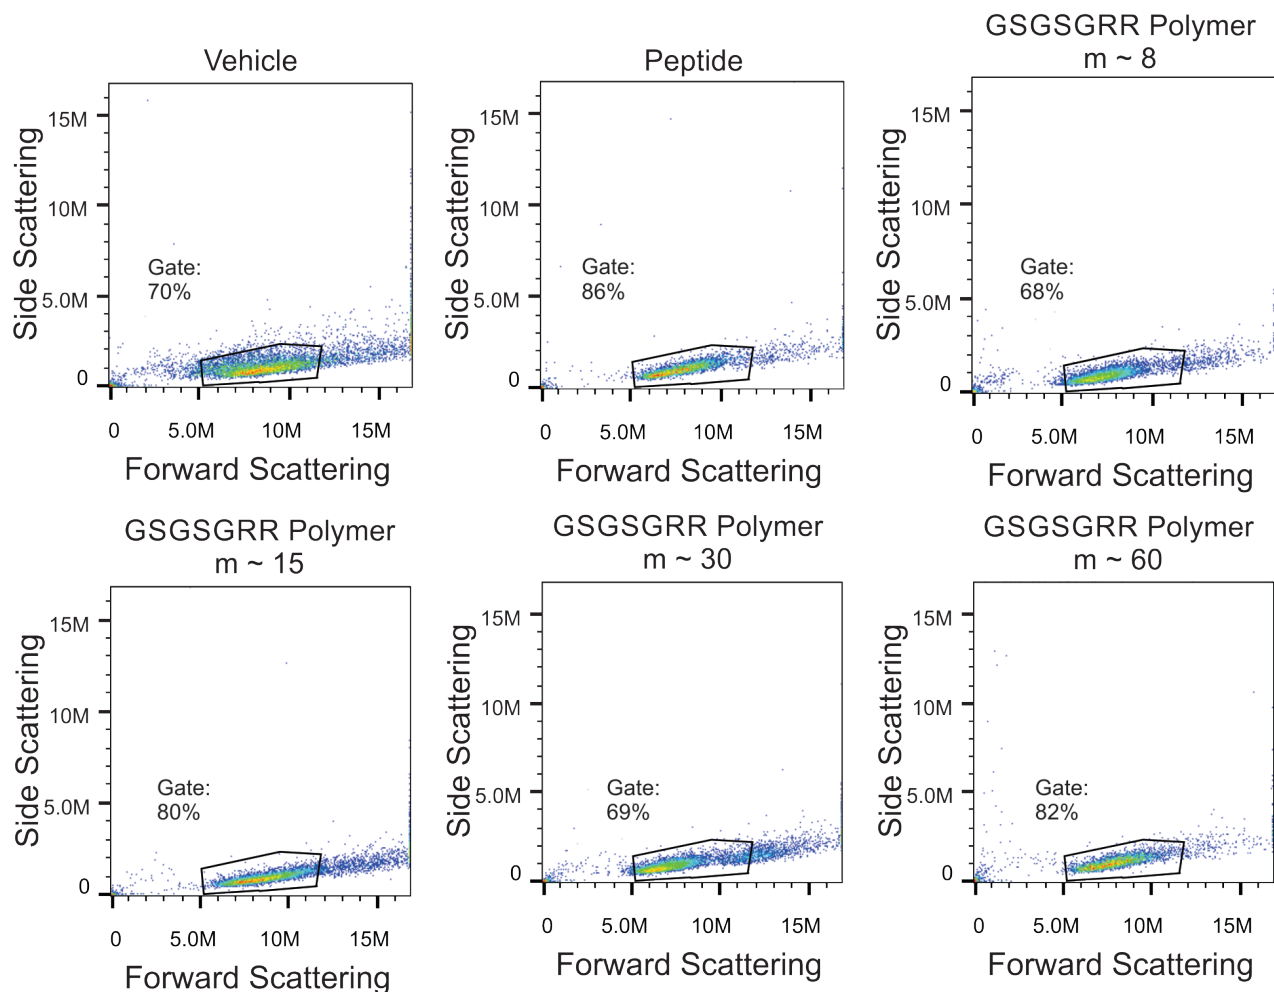 Vehicle
Side Scattering
15M
10M
5.0M
0
Gate:
70%
0 5.0M 10M 15M
Forward Scattering
Peptide
Side Scattering
15M
10M
5.0M
0
Gate:
86%
0 5.0M 10M 15M
Forward Scattering
GSGSGRR Polymer
m ~ 8
Side Scattering
15M
10M
5.0M
0
Gate:
68%
0 5.0M 10M 15M
Forward Scattering
GSGSGRR Polymer
m ~ 15
Side Scattering
15M
10M
5.0M
0
Gate:
80%
0 5.0M 10M 15M
Forward Scattering
GSGSGRR Polymer
m ~ 30
Side Scattering
15M
10M
5.0M
0
Gate:
69%
0 5.0M 10M 15M
Forward Scattering
GSGSGRR Polymer
m ~ 60
Side Scattering
15M
10M
5.0M
0
Gate:
82%
0 5.0M 10M 15M
Forward Scattering